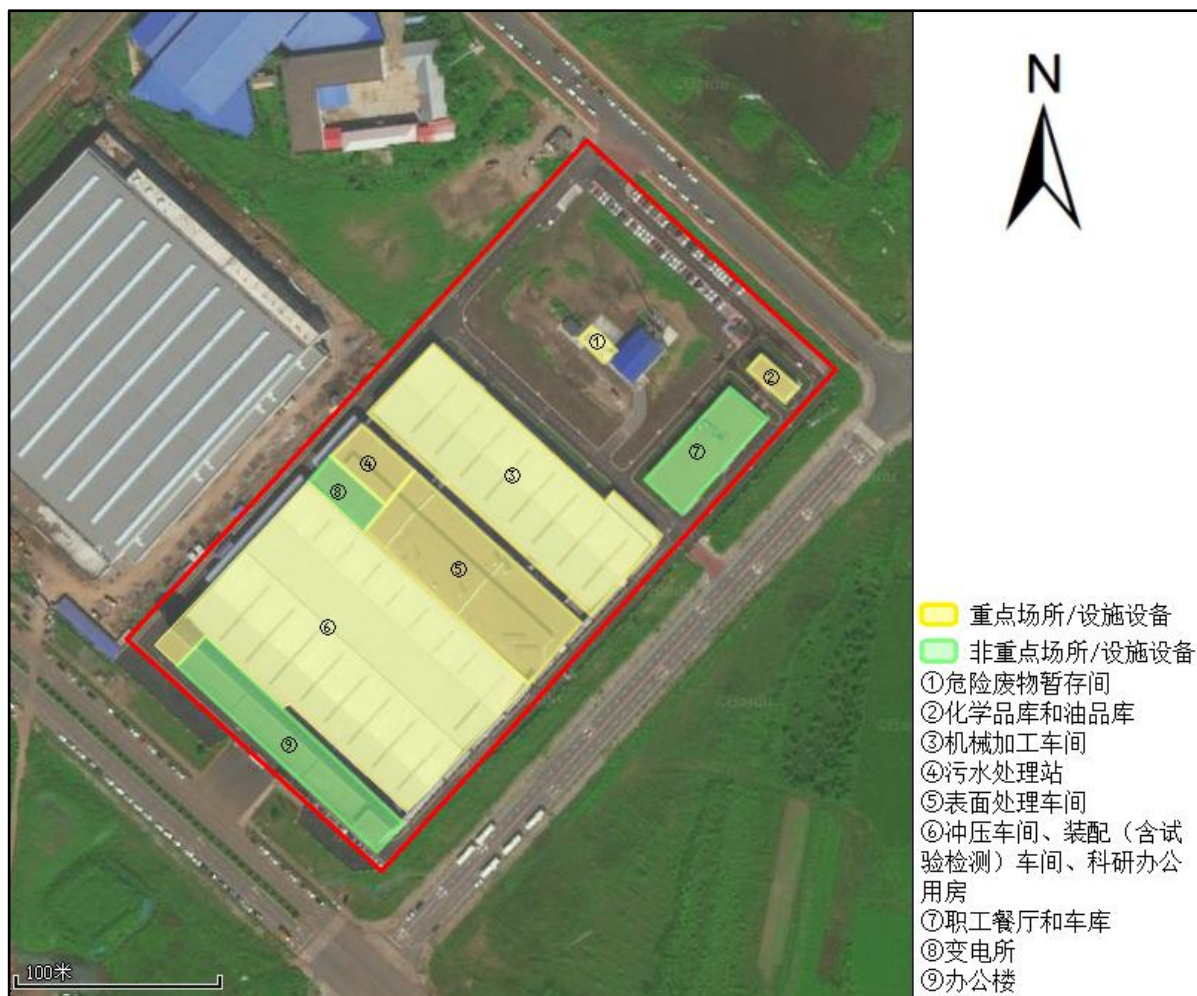 N
①
②
⑦
③
④
⑧
⑤
⑥
⑨
100米
重点场所/设施设备
非重点场所/设施设备
①危险废物暂存间
②化学品库和油品库
③机械加工车间
④污水处理站
⑤表面处理车间
⑥冲压车间、装配（含试
验检测）车间、科研办公
用房
⑦职工餐厅和车库
⑧变电所
⑨办公楼